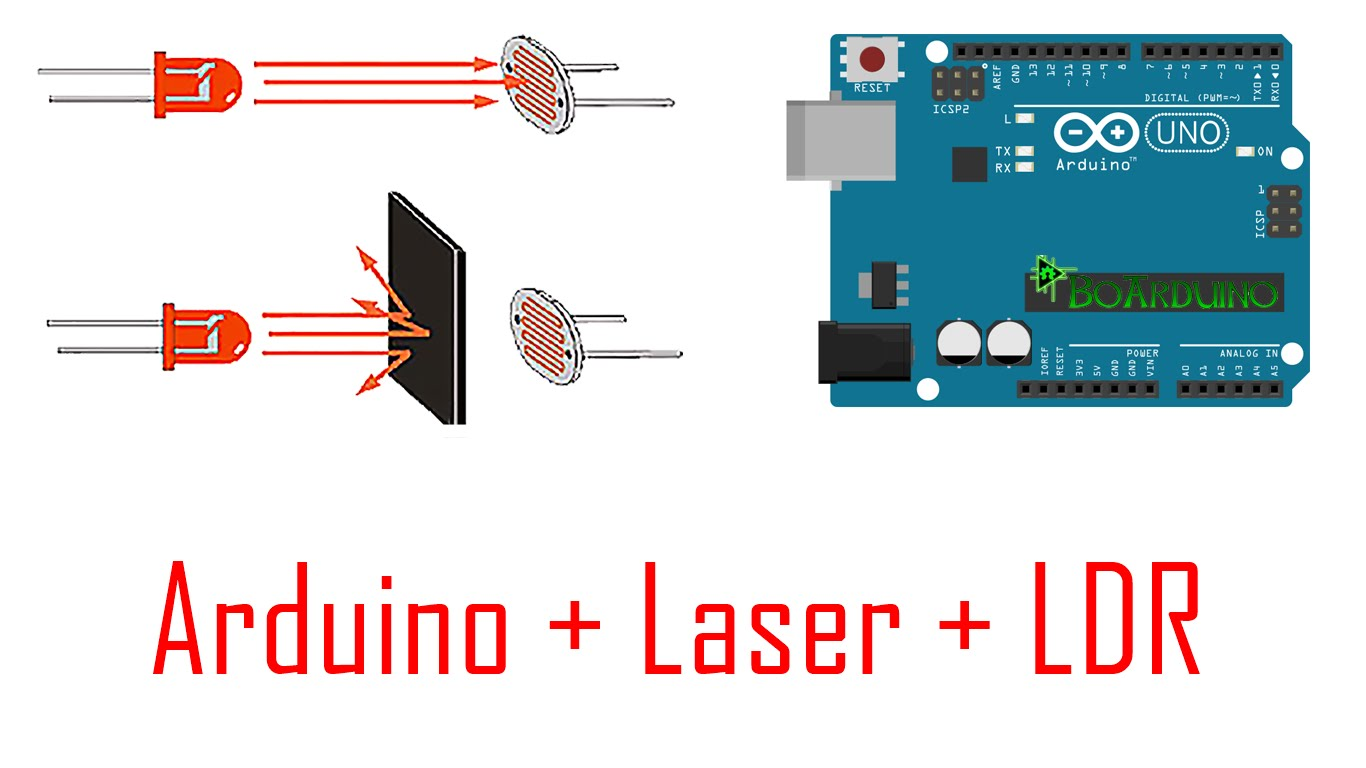 RESET
ICSP2
AREF
GND
13
12
~11
~10
~9
8
7
~6
~5
4
~3
2
TXD▶1
RXD◀0
DIGITAL (PWM=~)
L
TX
RX
Arduino™
UNO
ON
1
ICSP
BoArduino
IOREF
RESET
3V3
5V
GND
GND
VIN
POWER
ANALOG IN
A0
A1
A2
A3
A4
A5
Arduino + Laser + LDR